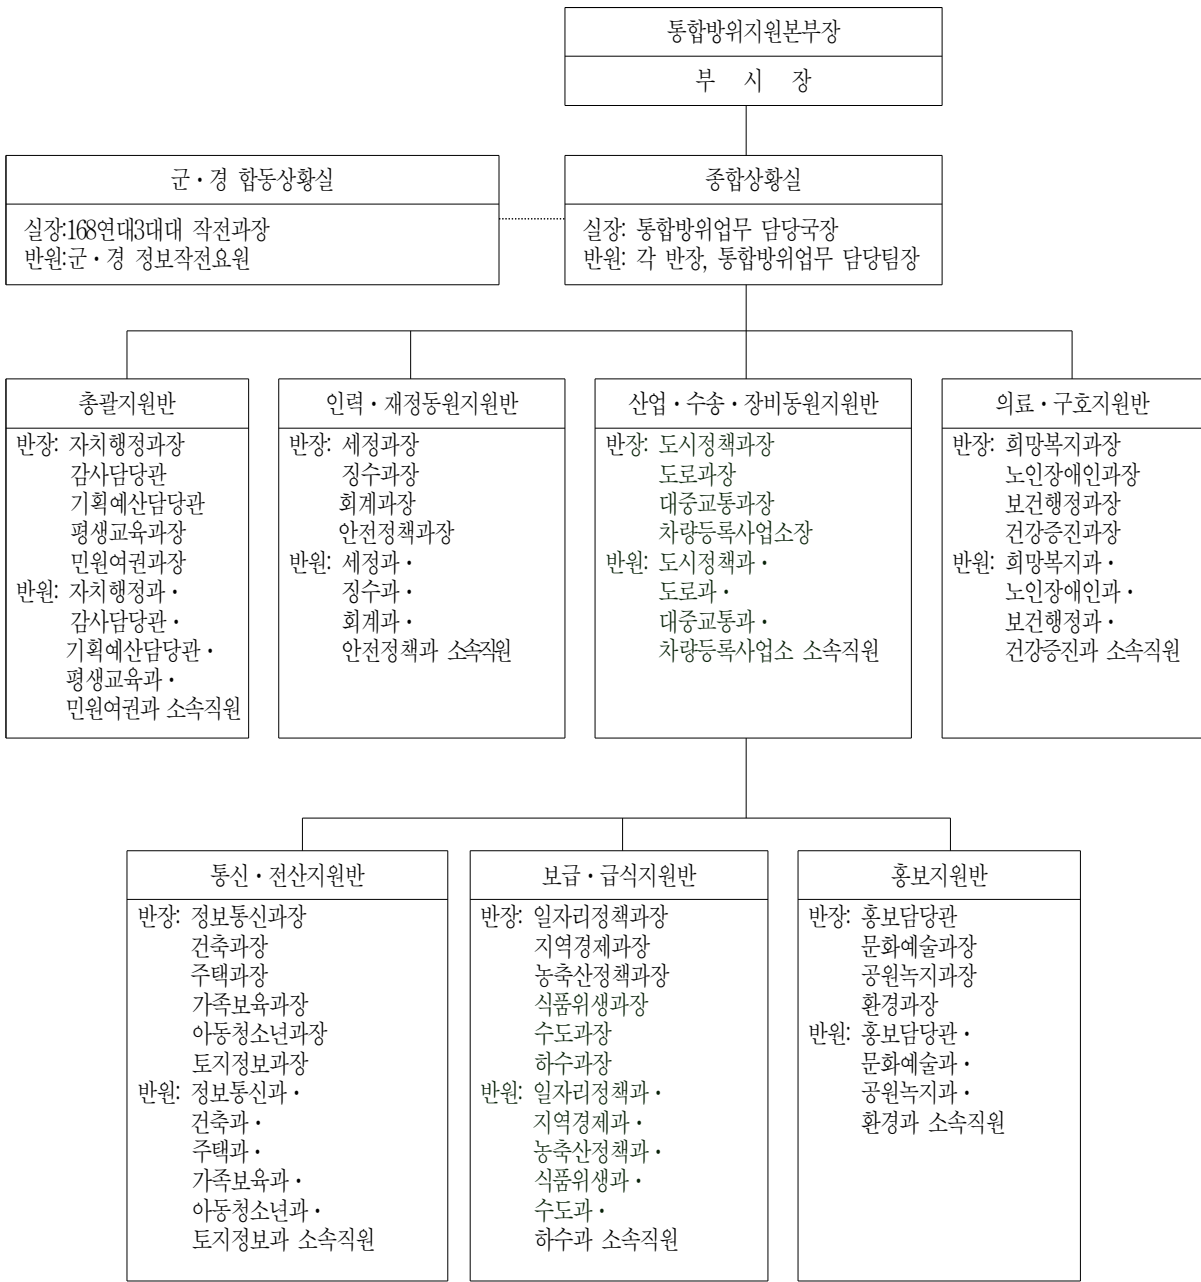 통합방위지원본부장
부 시 장
군·경 합동상황실
실장:168연대3대대 작전과장
반원:군·경 정보작전요원
종합상황실
실장: 통합방위업무 담당국장
반원: 각 반장, 통합방위업무 담당팀장
총괄지원반
반장: 자치행정과장
감사담당관
기획예산담당관
평생교육과장
민원여권과장
반원: 자치행정과·
감사담당관·
기획예산담당관·
평생교육과·
민원여권과 소속직원
인력·재정동원지원반
반장: 세정과장
징수과장
회계과장
안전정책과장
반원: 세정과·
징수과·
회계과·
안전정책과 소속직원
산업·수송·장비동원지원반
반장: 도시정책과장
도로과장
대중교통과장
차량등록사업소장
반원: 도시정책과·
도로과·
대중교통과·
차량등록사업소 소속직원
의료·구호지원반
반장: 희망복지과장
노인장애인과장
보건행정과장
건강증진과장
반원: 희망복지과·
노인장애인과·
보건행정과·
건강증진과 소속직원
통신·전산지원반
반장: 정보통신과장
건축과장
주택과장
가족보육과장
아동청소년과장
토지정보과장
반원: 정보통신과·
건축과·
주택과·
가족보육과·
아동청소년과·
토지정보과 소속직원
보급·급식지원반
반장: 일자리정책과장
지역경제과장
농축산정책과장
식품위생과장
수도과장
하수과장
반원: 일자리정책과·
지역경제과·
농축산정책과·
식품위생과·
수도과·
하수과 소속직원
홍보지원반
반장: 홍보담당관
문화예술과장
공원녹지과장
환경과장
반원: 홍보담당관·
문화예술과·
공원녹지과·
환경과 소속직원